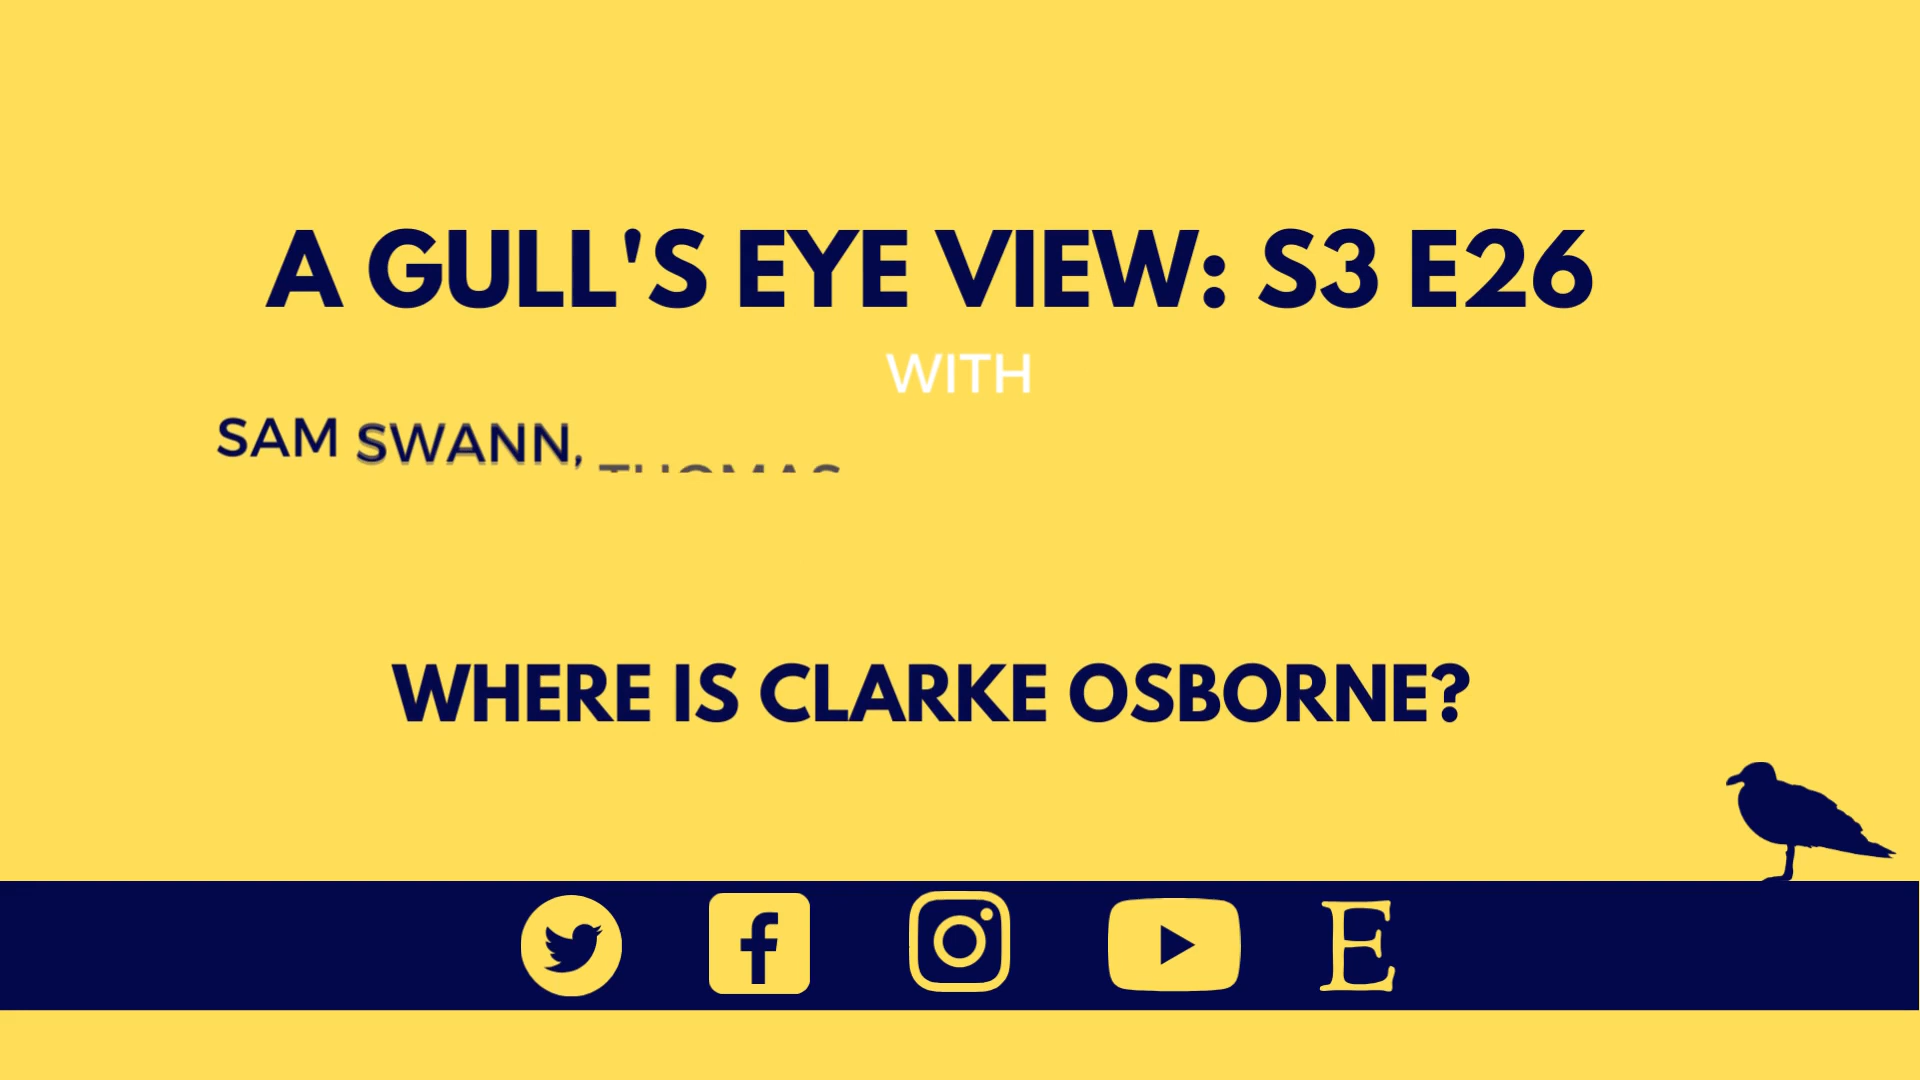 A GULL'S EYE VIEW: S3 E26
WITH
SAM SWANN,
WHERE IS CLARKE OSBORNE?